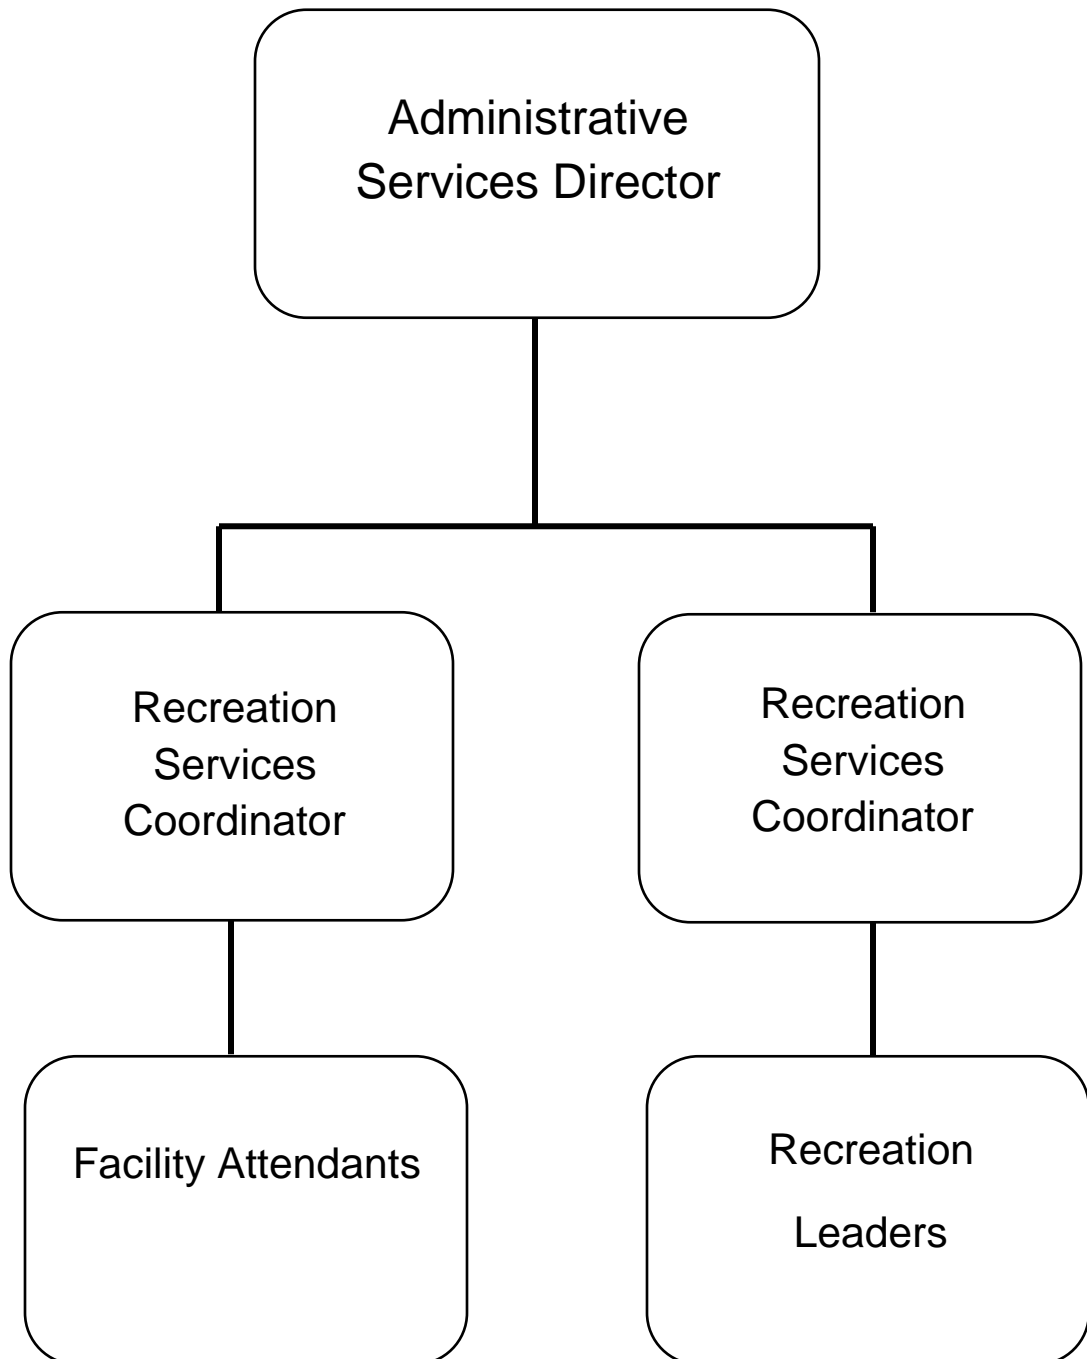 Administrative
Services Director
Recreation
Services
Coordinator
Recreation
Services
Coordinator
Facility Attendants
Recreation
Leaders